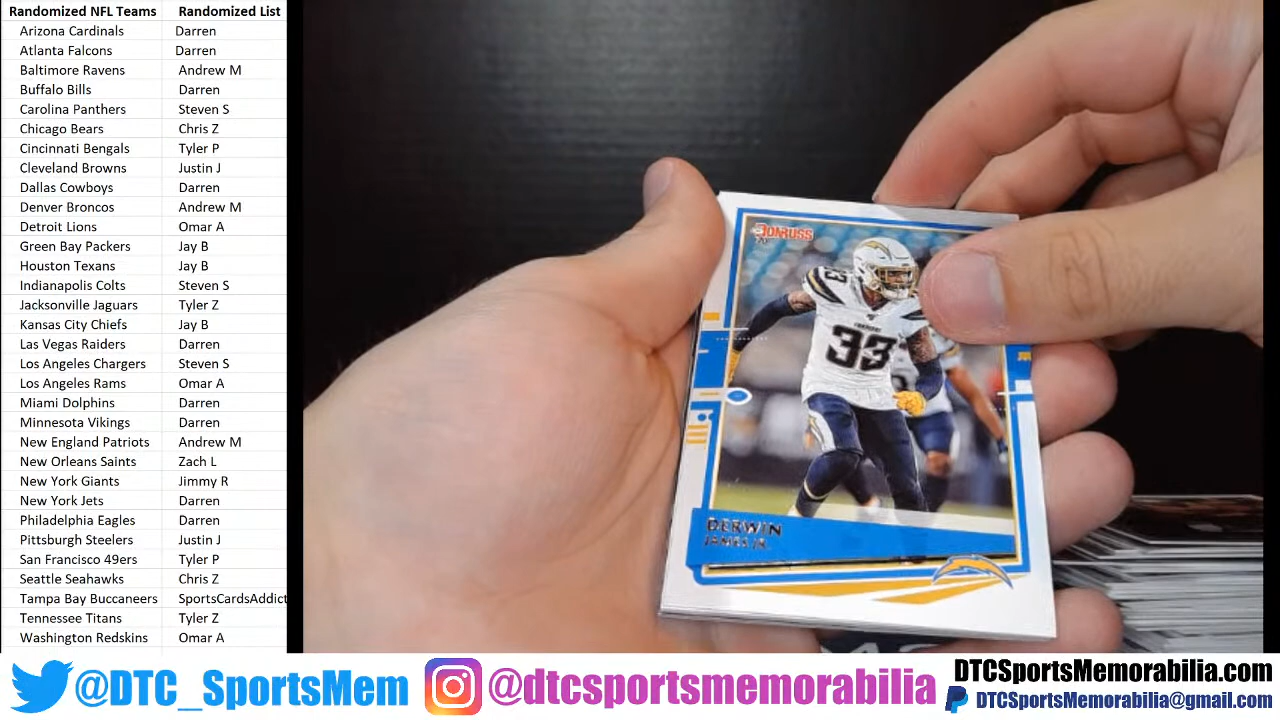 Randomized NFL Teams Randomized List
Arizona Cardinals Darren
Atlanta Falcons Darren
Baltimore Ravens Andrew M
Buffalo Bills Darren
Carolina Panthers Steven S
Chicago Bears Chris Z
Cincinnati Bengals Tyler P
Cleveland Browns Justin J
Dallas Cowboys Darren
Denver Broncos Andrew M
Detroit Lions Omar A
Green Bay Packers Jay B
Houston Texans Jay B
Indianapolis Colts Steven S
Jacksonville Jaguars Tyler Z
Kansas City Chiefs Jay B
Las Vegas Raiders Darren
Los Angeles Chargers Steven S
Los Angeles Rams Omar A
Miami Dolphins Darren
Minnesota Vikings Darren
New England Patriots Andrew M
New Orleans Saints Zach L
New York Giants Jimmy R
New York Jets Darren
Philadelphia Eagles Darren
Pittsburgh Steelers Justin J
San Francisco 49ers Tyler P
Seattle Seahawks Chris Z
Tampa Bay Buccaneers SportsCardsAddict
Tennessee Titans Tyler Z
Washington Redskins Omar A
DONRUSS
33
33
DERWIN
JAMES JR.
@DTC_SportsMem
@dtcsportsmemorabilia
DTCSportsMemorabilia.com
DTCSportsMemorabilia@gmail.com